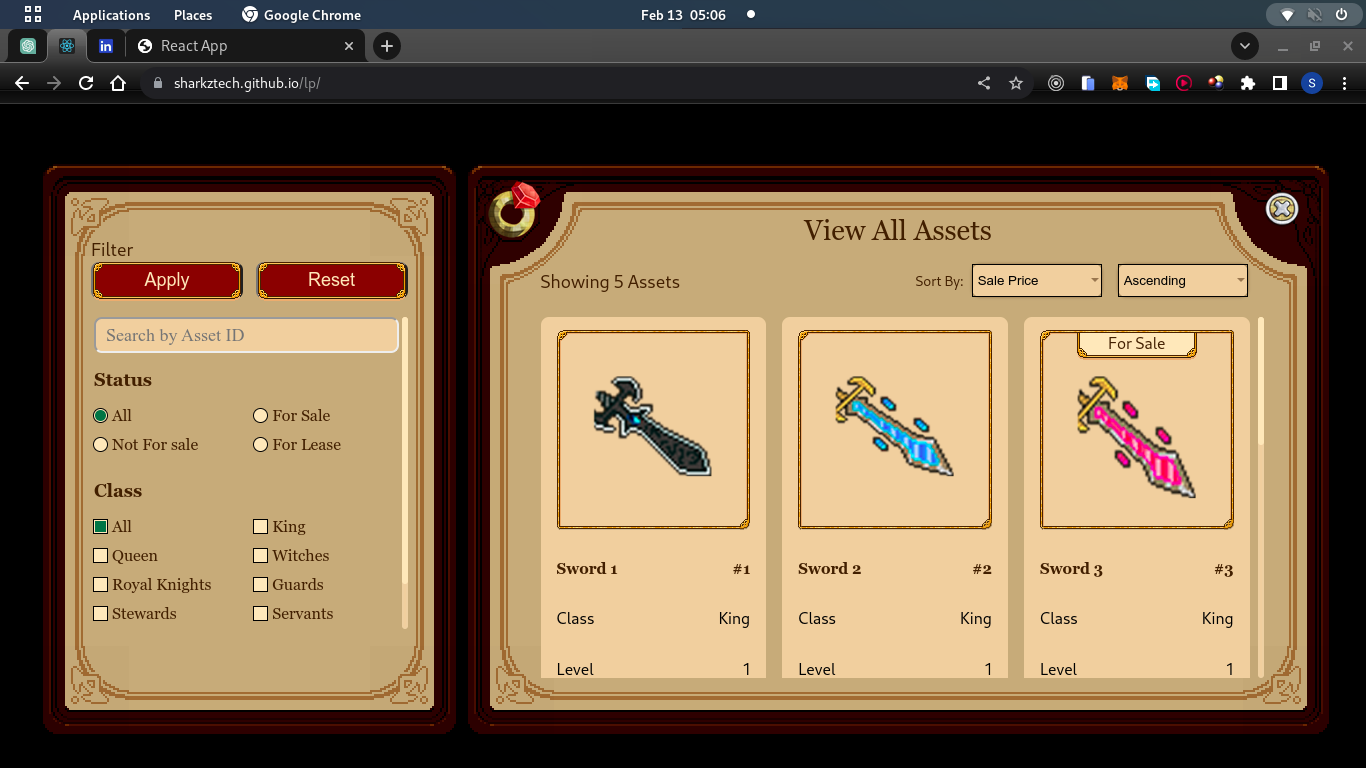 Applications Places Google Chrome Feb 13 05:06
in React App
sharkztech.github.io/lp/ S
Filter
Apply Reset
Search by Asset ID
Status
All For Sale
Not For sale For Lease
Class
All King
Queen Witches
Royal Knights Guards
Stewards Servants
View All Assets
Showing 5 Assets Sort By: Sale Price Ascending
For Sale
Sword 1 #1 Sword 2 #2 Sword 3 #3
Class King Class King Class King
Level 1 Level 1 Level 1